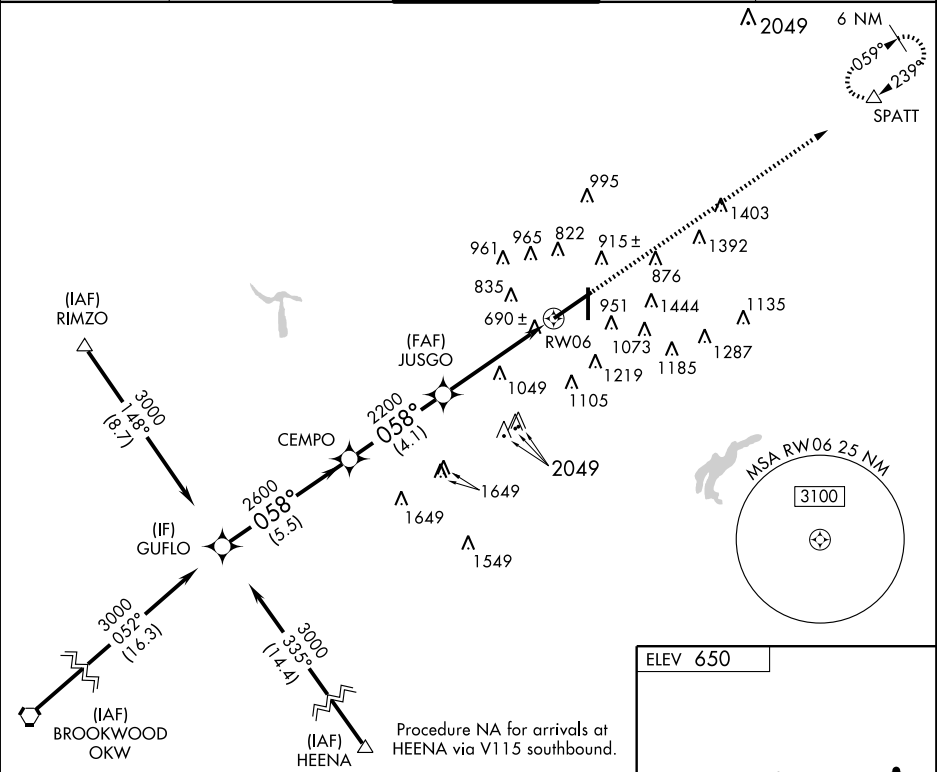 2049
6 NM
059°
239°
SPATT
995
1403
961
965
822
915±
1392
876
835
690±
951
1444
1135
RW06
1073
1287
1185
1219
1049
1105
(IAF)
RIMZO
3000
148°
(8.7)
(FAF)
JUSGO
2200
058°
(4.1)
CEMPO
2600
058°
(5.5)
2049
1649
1649
1549
(IF)
GUFLO
MSA RW06 25 NM
3100
3000
052°
(16.3)
3000
335°
(14.4)
(IAF)
BROOKWOOD
OKW
(IAF)
HEENA
Procedure NA for arrivals at
HEENA via V115 southbound.
ELEV 650